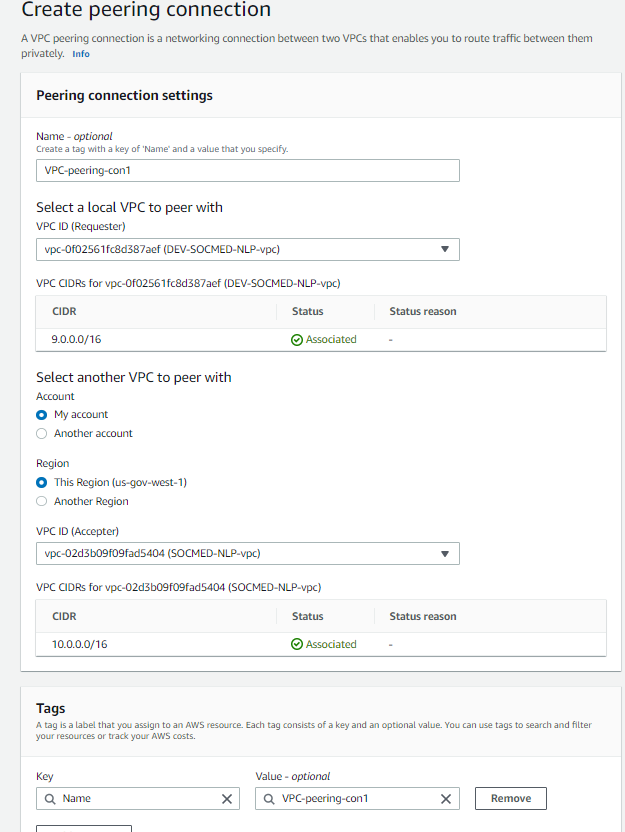 Create peering connection
A VPC peering connection is a networking connection between two VPCs that enables you to route traffic between them
privately. Info
Peering connection settings
Name - optional
Create a tag with a key of 'Name' and a value that you specify.
VPC-peering-con1
Select a local VPC to peer with
VPC ID (Requester)
vpc-0f02561fc8d387aef (DEV-SOCMED-NLP-vpc)
VPC CIDRs for vpc-0f02561fc8d387aef (DEV-SOCMED-NLP-vpc)
CIDR Status Status reason
9.0.0.0/16 Associated -
Select another VPC to peer with
Account
My account
Another account
Region
This Region (us-gov-west-1)
Another Region
VPC ID (Accepter)
vpc-02d3b09f09fad5404 (SOCMED-NLP-vpc)
VPC CIDRs for vpc-02d3b09f09fad5404 (SOCMED-NLP-vpc)
CIDR Status Status reason
10.0.0.0/16 Associated -
Tags
A tag is a label that you assign to an AWS resource. Each tag consists of a key and an optional value. You can use tags to search and filter
your resources or track your AWS costs.
Key Value - optional
Name VPC-peering-con1 Remove